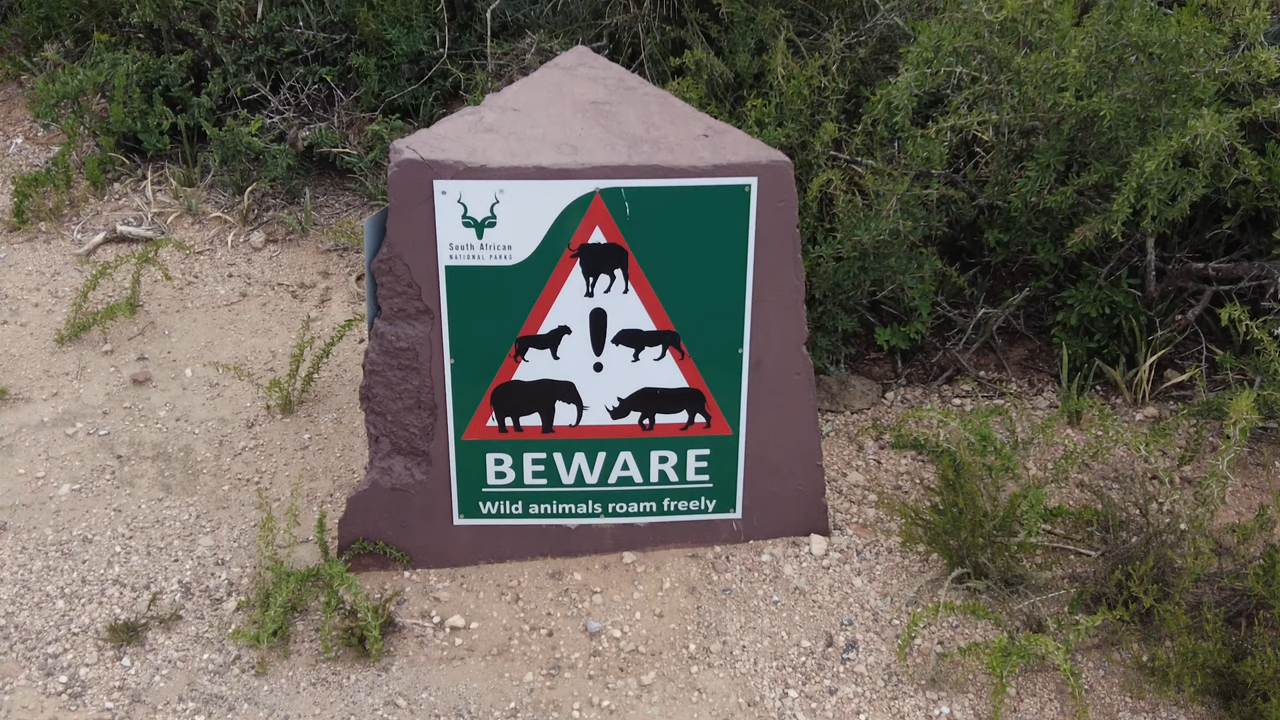 South African
NATIONAL PARKS
!
BEWARE
Wild animals roam freely